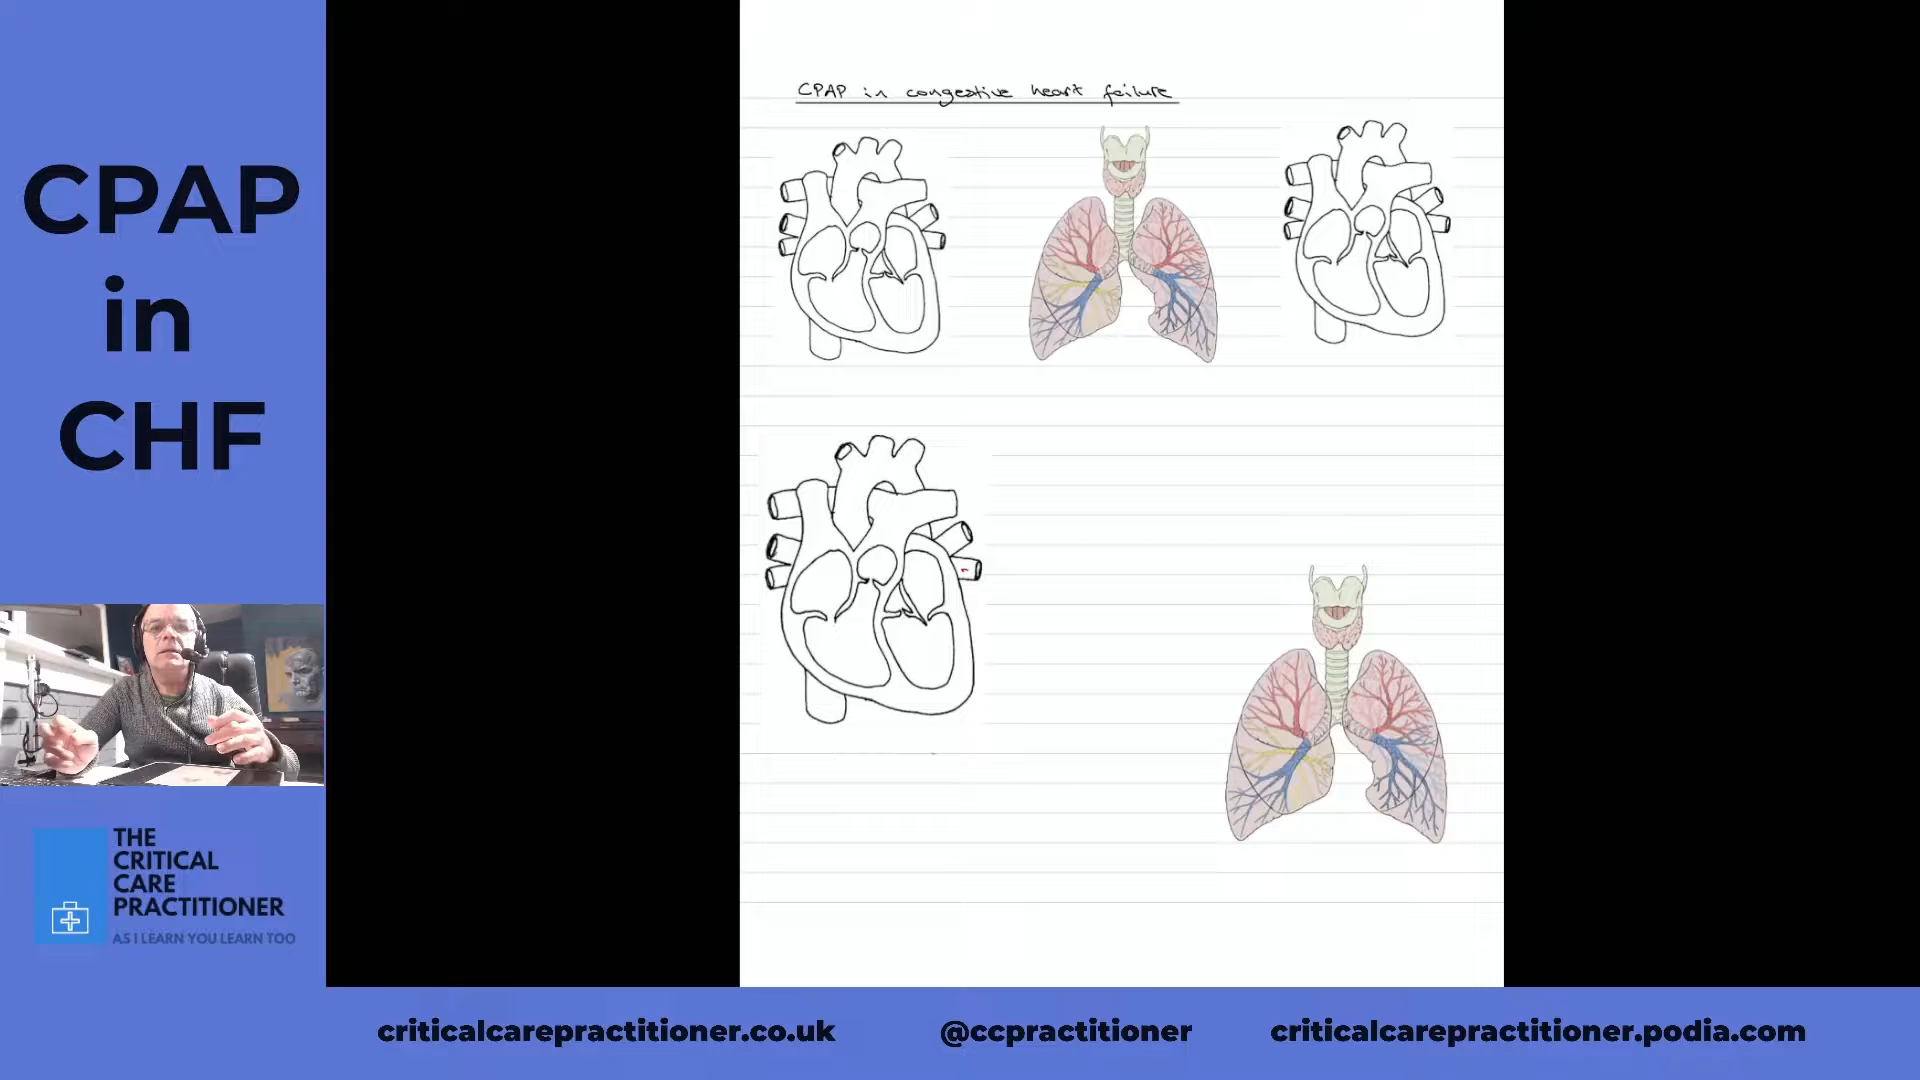 CPAP
in
CHF
CPAP in congestive heart failure
THE
CRITICAL
CARE
PRACTITIONER
AS I LEARN YOU LEARN TOO
criticalcarepractitioner.co.uk
@ccpractitioner
criticalcarepractitioner.podia.com